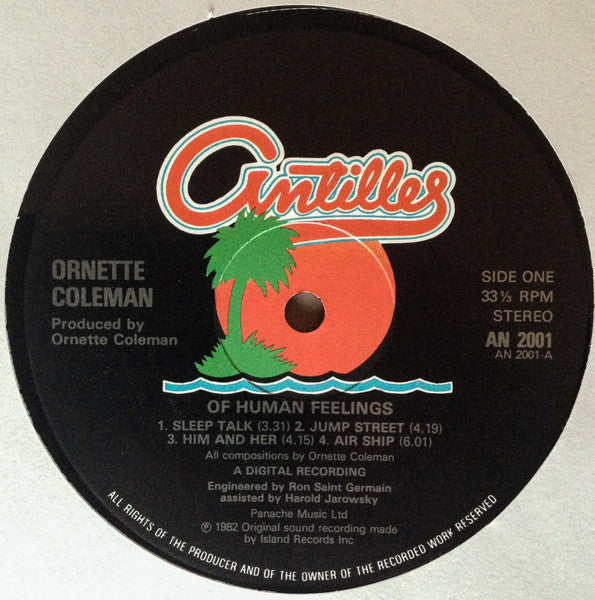 Antilles
ORNETTE
COLEMAN
Produced by
Ornette Coleman
SIDE ONE
33⅓ RPM
STEREO
AN 2001
AN 2001-A
OF HUMAN FEELINGS
1. SLEEP TALK (3.31) 2. JUMP STREET (4.19)
3. HIM AND HER (4.15) 4. AIR SHIP (6.01)
All compositions by Ornette Coleman
A DIGITAL RECORDING
Engineered by Ron Saint Germain
assisted by Harold Jarowsky
Panache Music Ltd
℗ 1982 Original sound recording made
by Island Records Inc
ALL RIGHTS OF THE PRODUCER AND OF THE OWNER OF THE RECORDED WORK RESERVED